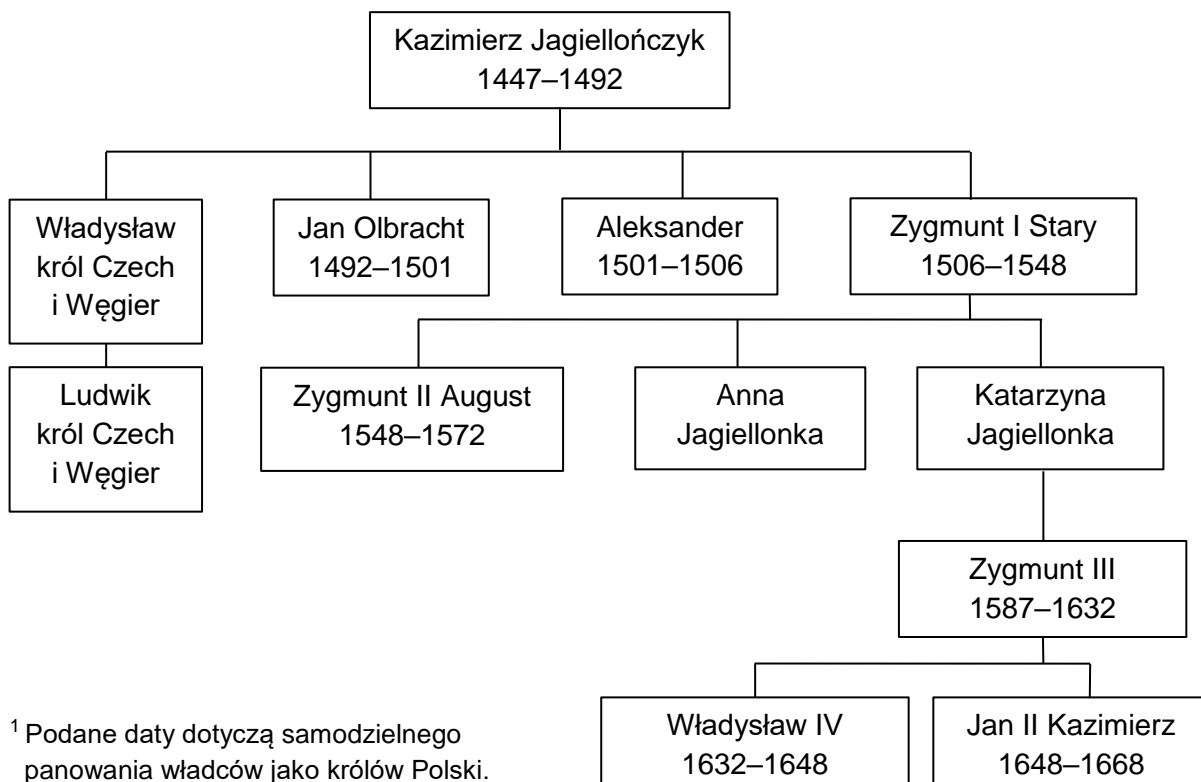 Kazimierz Jagiellończyk
1447–1492
Władysław
król Czech
i Węgier
Jan Olbracht
1492–1501
Aleksander
1501–1506
Zygmunt I Stary
1506–1548
Ludwik
król Czech
i Węgier
Zygmunt II August
1548–1572
Anna
Jagiellonka
Katarzyna
Jagiellonka
Zygmunt III
1587–1632
Władysław IV
1632–1648
Jan II Kazimierz
1648–1668
¹ Podane daty dotyczą samodzielnego
panowania władców jako królów Polski.